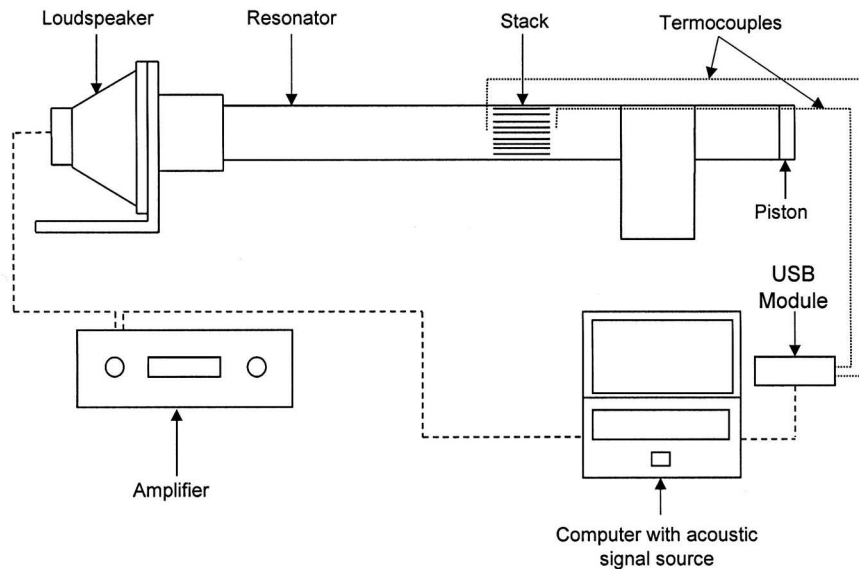 Loudspeaker
Resonator
Stack
Termocouples
Piston
USB
Module
Amplifier
Computer with acoustic
signal source